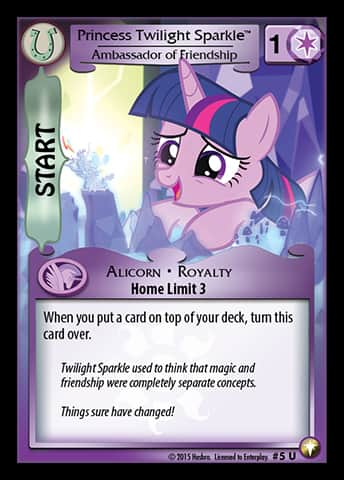 Princess Twilight Sparkle™
Ambassador of Friendship
1
START
Alicorn • Royalty
Home Limit 3
When you put a card on top of your deck, turn this
card over.
Twilight Sparkle used to think that magic and
friendship were completely separate concepts.
Things sure have changed!
© 2015 Hasbro. Licensed to Enterplay. #5 U